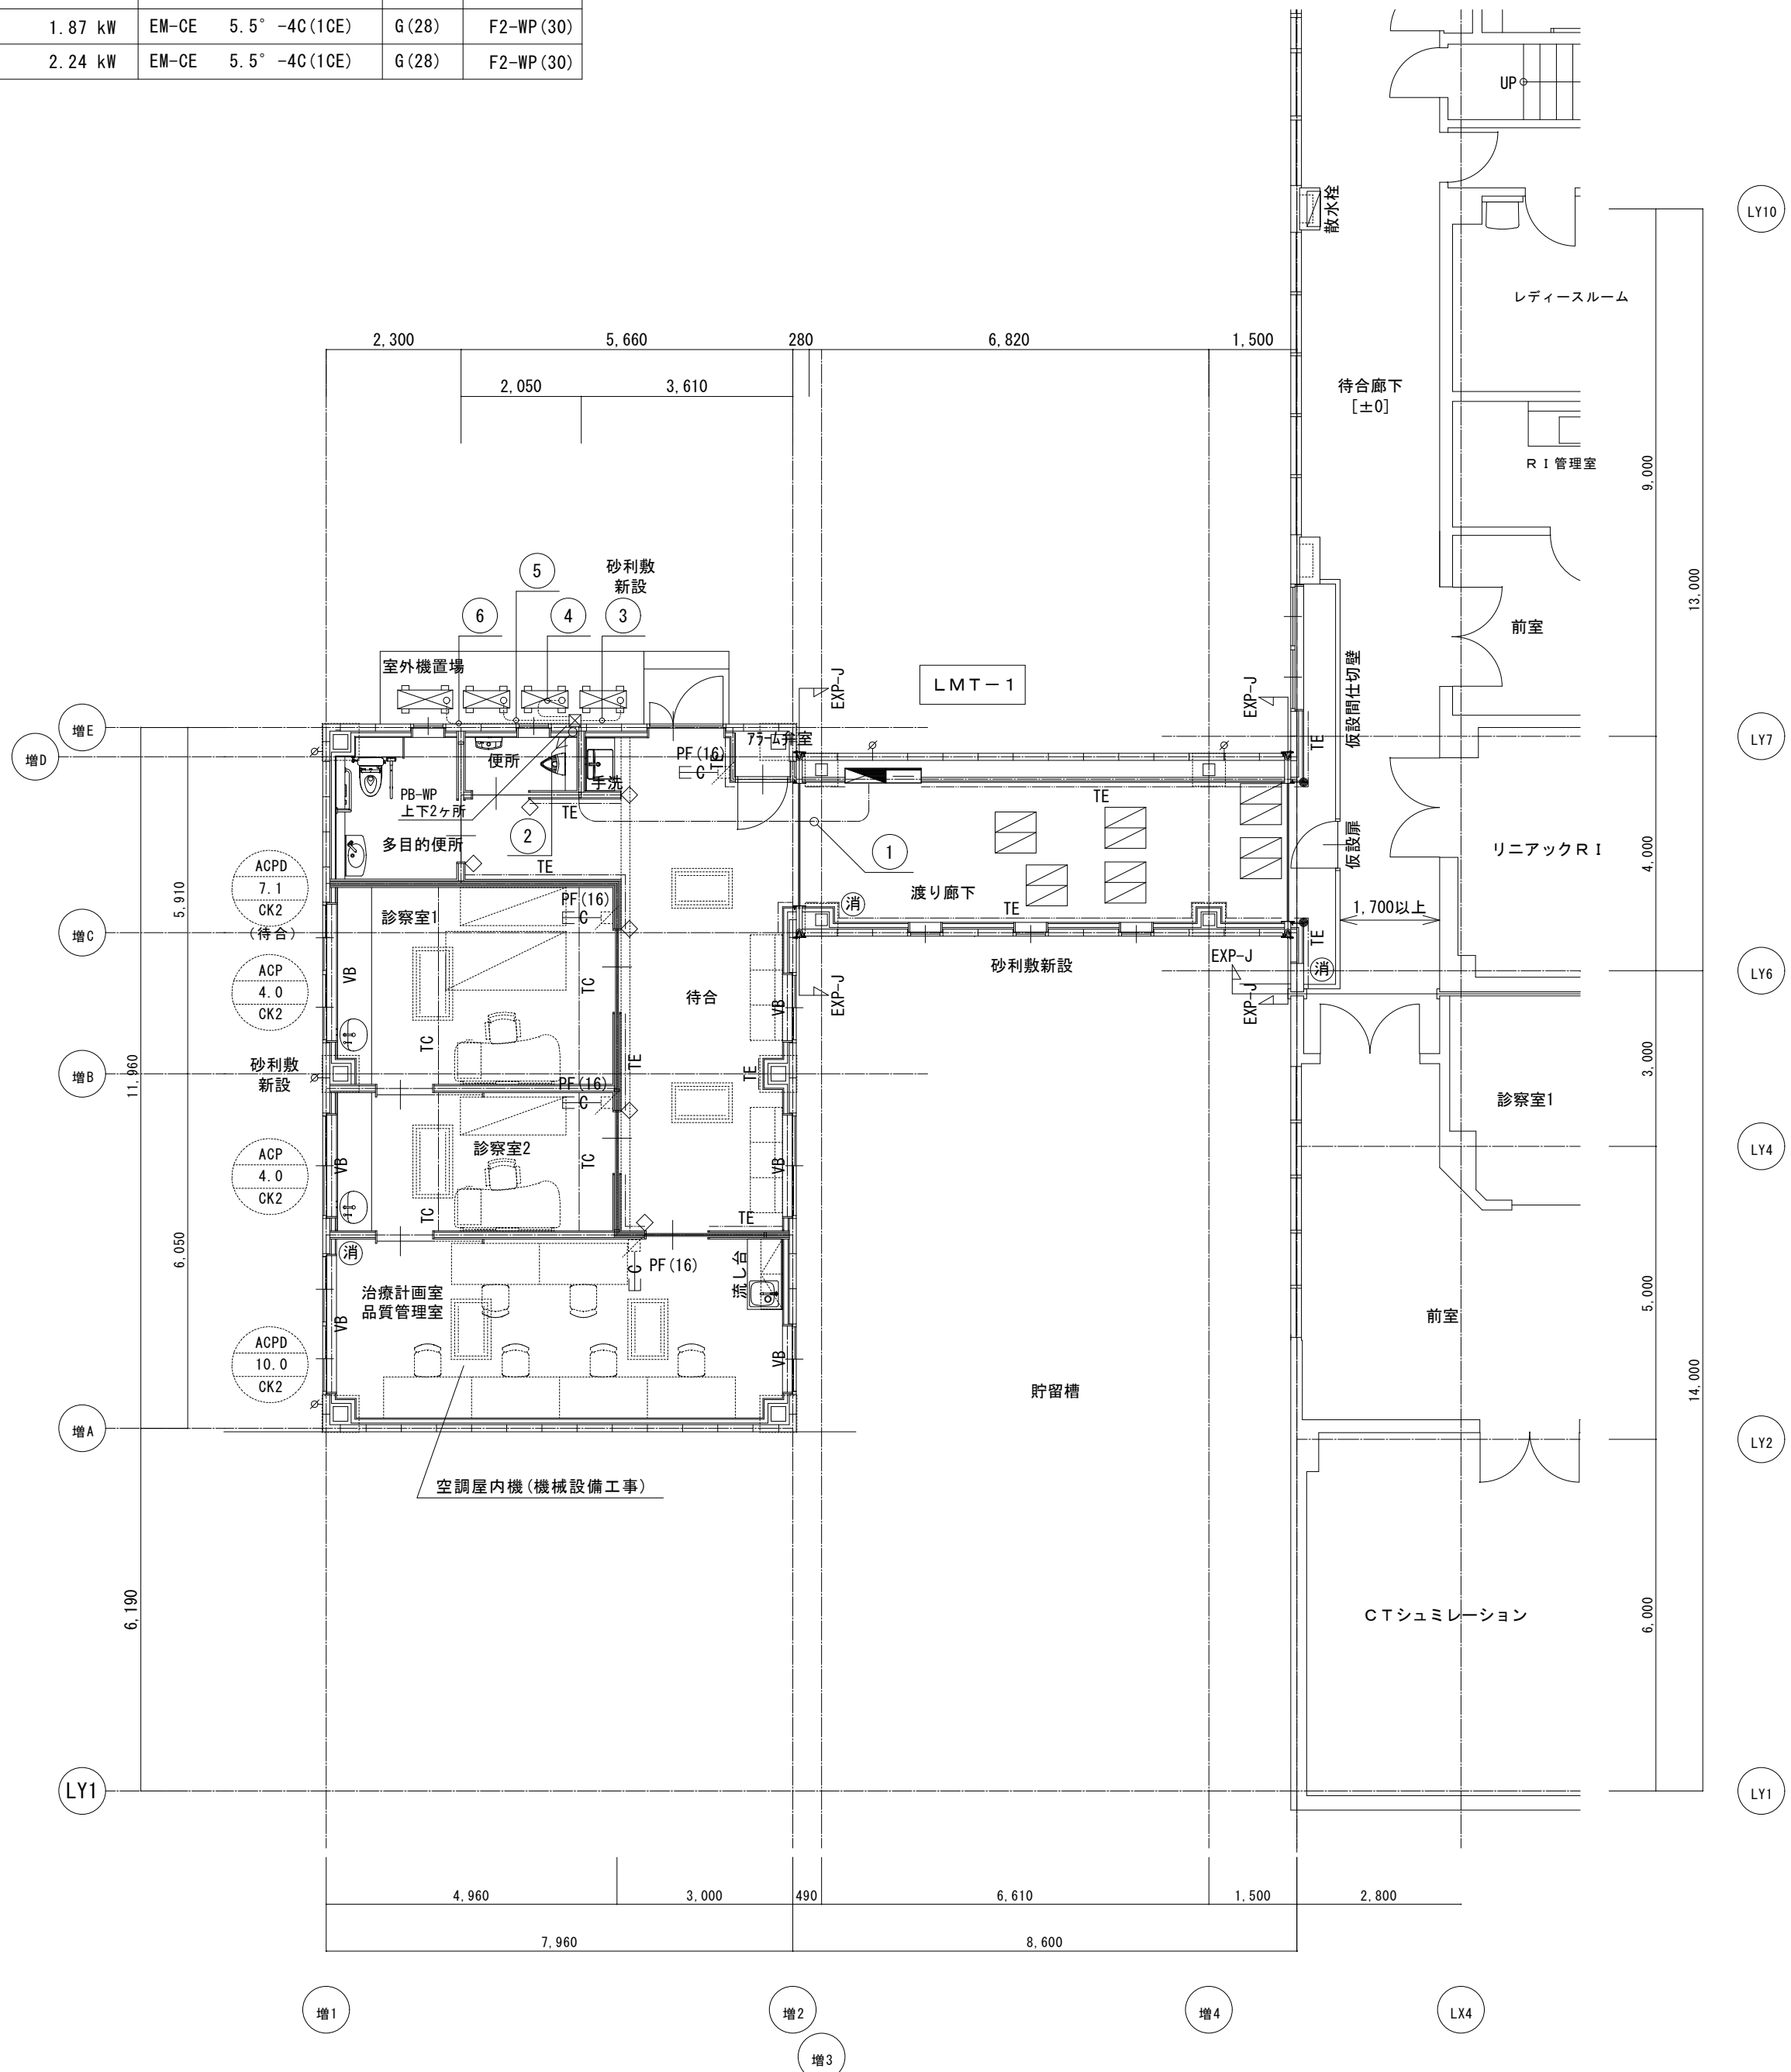 1.87 kW EM-CE 5.5° -4C(1CE) G(28) F2-WP(30)
2.24 kW EM-CE 5.5° -4C(1CE) G(28) F2-WP(30)
UP
散水栓
LY10
レディースルーム
2,300 5,660 280 6,820 1,500
2,050 3,610
待合廊下
[±0]
RI管理室
9,000
13,000
5
砂利敷
新設
6 4 3
前室
室外機置場
EXP-J
LMT-1
EXP-J
仮設間仕切壁
増E
LY7
増D
便所
アラーム弁室
PF(16)
C
TE
TE
手洗
PB-WP
上下2ヶ所
TE
TE
2
1
多目的便所
TE
仮設扉
リニアックRI
4,000
ACPD
7.1
CK2
(待合)
5,910
診察室1
PF(16)
C
渡り廊下
消
TE
1,700以上
増C
TE
消
EXP-J
LY6
砂利敷新設
ACP
4.0
CK2
VB
TC
TC
待合
VB
EXP-J
EXP-J
11,960
増B
砂利敷
新設
PF(16)
C
TE
TE
3,000
診察室1
ACP
4.0
CK2
VB
診察室2
TC
TC
VB
LY4
TE
6,050
消
治療計画室
品質管理室
C
PF(16)
流し台
VB
5,000
前室
ACPD
10.0
CK2
VB
貯留槽
14,000
増A
LY2
空調屋内機(機械設備工事)
6,190
CTシュミレーション
6,000
LY1
LY1
4,960 3,000 490 6,610 1,500 2,800
7,960 8,600
増1 増2 増4 LX4
増3